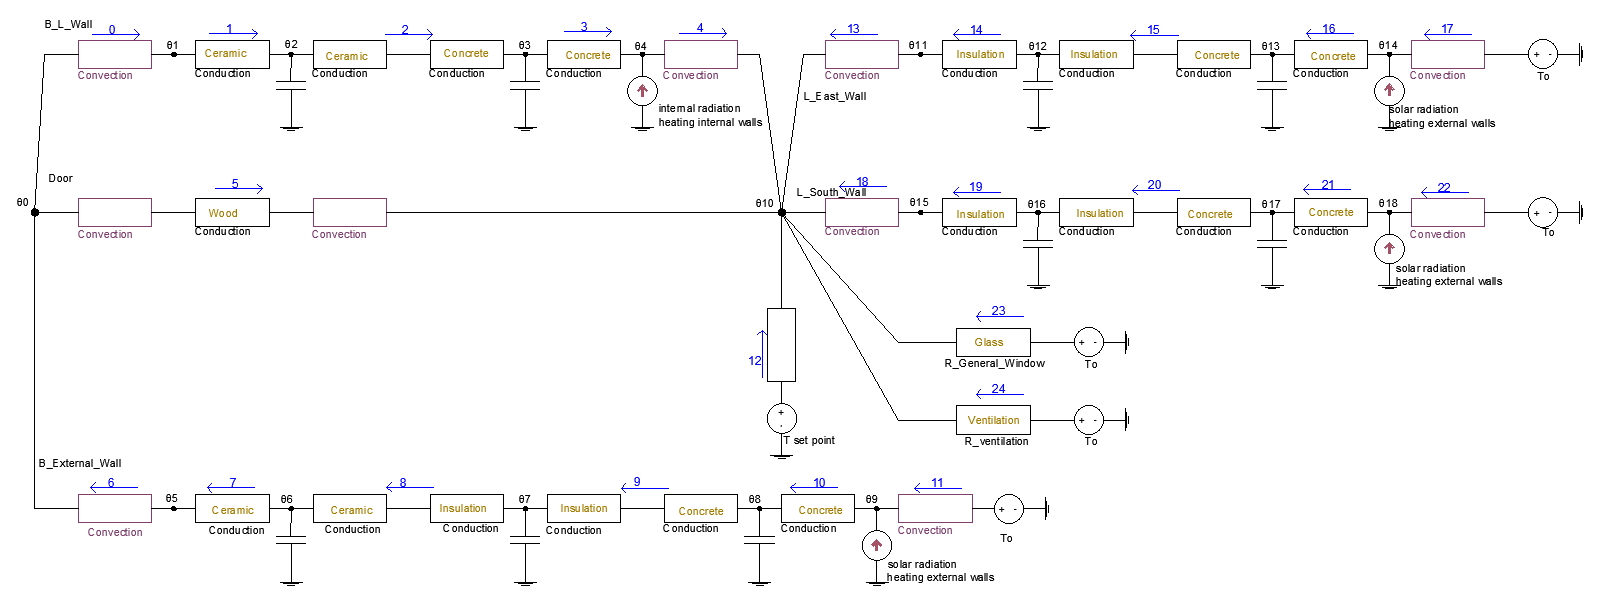 B_L_Wall
0 1 2 3 4 13 14 15 16 17
θ1 θ2 θ3 θ4 θ11 θ12 θ13 θ14
Ceramic Ceramic Concrete Concrete Insulation Insulation Concrete Concrete + -
Convection Conduction Conduction Conduction Conduction Convection Convection Conduction Conduction Conduction Conduction Convection To
L_East_Wall
internal radiation
heating internal walls
solar radiation
heating external walls
Door
5 L_South_Wall 18 19 20 21 22
θ0 θ10 θ15 θ16 θ17 θ18
Wood Insulation Insulation Concrete Concrete + -
Convection Conduction Convection Convection Conduction Conduction Conduction Conduction Convection To
solar radiation
heating external walls
23
Glass + -
R_General_Window To
12
24
+ - Ventilation + -
T set point R_ventilation To
B_External_Wall
6 7 8 9 10 11
θ5 θ6 θ7 θ8 θ9
Ceramic Ceramic Insulation Insulation Concrete Concrete + -
Convection Conduction Conduction Conduction Conduction Conduction Conduction Convection To
solar radiation
heating external walls